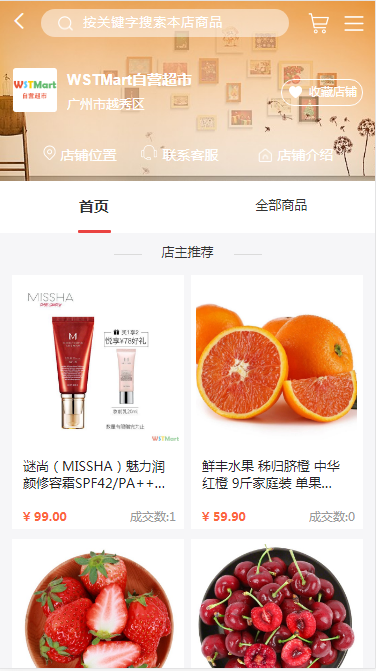 按关键字搜索本店商品
WSTMart
自营超市
WSTMart自营超市
广州市越秀区
收藏店铺
店铺位置
联系客服
店铺介绍
首页
全部商品
店主推荐
MISSHA
M
买1享2
悦享¥78好礼
WSTMart
谜尚（MISSHA）魅力润
颜修容霜SPF42/PA++...
¥ 99.00
成交数:1
鲜丰水果 秭归脐橙 中华
红橙 9斤家庭装 单果...
¥ 59.90
成交数:0